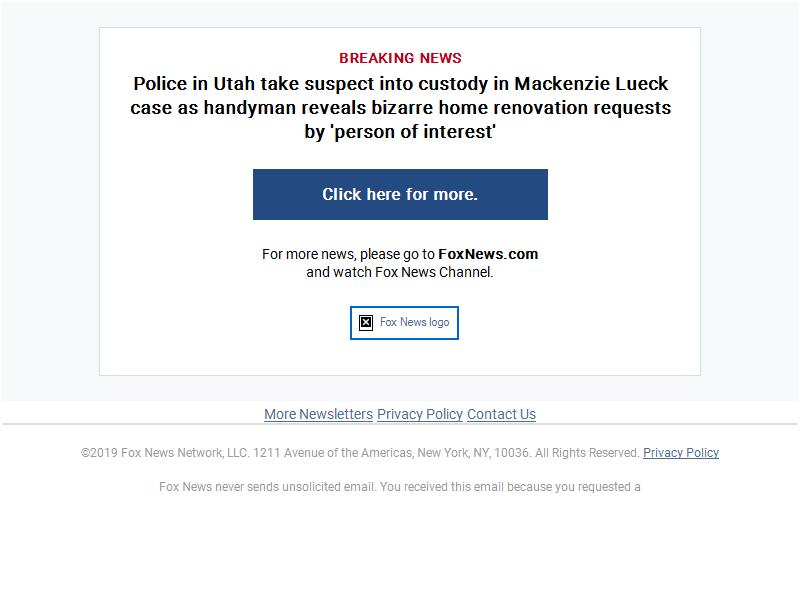 BREAKING NEWS
Police in Utah take suspect into custody in Mackenzie Lueck
case as handyman reveals bizarre home renovation requests
by 'person of interest'
Click here for more.
For more news, please go to FoxNews.com
and watch Fox News Channel.
Fox News logo
More Newsletters Privacy Policy Contact Us
©2019 Fox News Network, LLC. 1211 Avenue of the Americas, New York, NY, 10036. All Rights Reserved. Privacy Policy
Fox News never sends unsolicited email. You received this email because you requested a